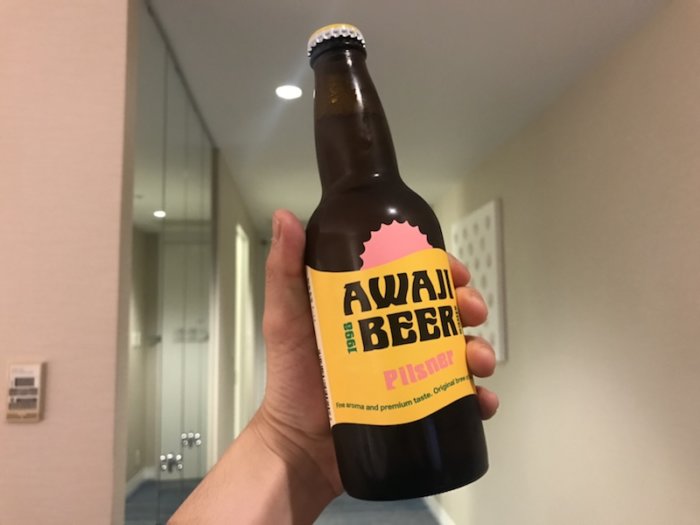 AWAJI
1998
BEER
Pilsner
Fine aroma and premium taste. Original